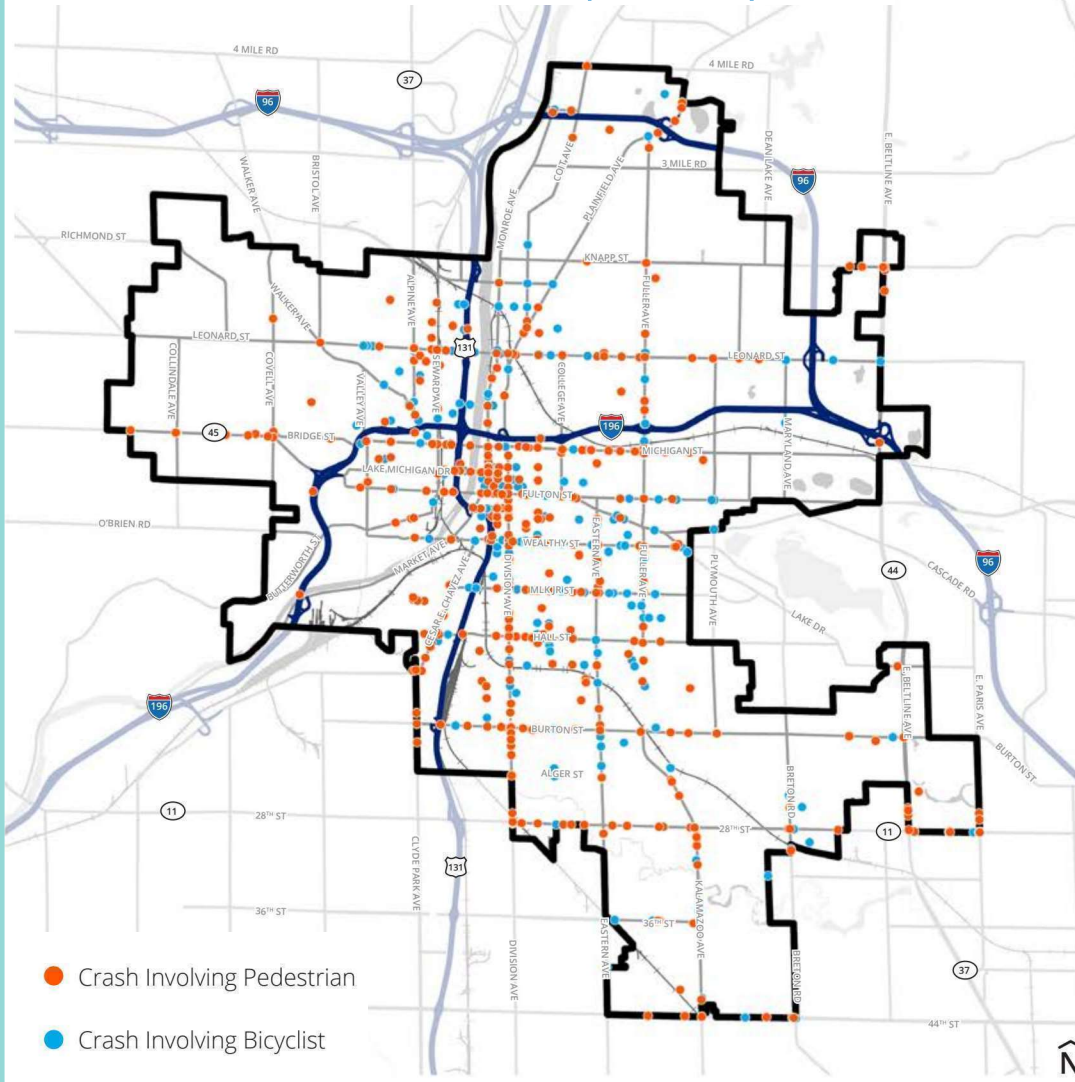 4 MILE RD
37
4 MILE RD
96
WALKER AVE
BRISTOL AVE
COIT AVE
PLAINFIELD AVE
3 MILE RD
DEAN LAKE AVE
E. BELTLINE AVE
96
MONROE AVE
RICHMOND ST
KNAPP ST
WALKER AVE
ALPINE AVE
FULLER AVE
LEONARD ST
131
LEONARD ST
COLLINDALE AVE
COVELL AVE
VALLEY AVE
SEWARD AVE
COLLEGE AVE
196
MARYLAND AVE
45
BRIDGE ST
MICHIGAN ST
LAKE MICHIGAN DR
FULTON ST
O'BRIEN RD
WEALTHY ST
EASTERN AVE
FULLER AVE
PLYMOUTH AVE
MARKET AVE
BUTTERWORTH ST
DIVISION AVE
96
44
CASCADE RD
MLK JR ST
CESAR E. CHAVEZ AVE
LAKE DR
HALL ST
196
E. BELTLINE AVE
E. PARIS AVE
BURTON ST
BURTON ST
ALGER ST
BRETON RD
11
28TH ST
28TH ST
11
CLYDE PARK AVE
131
KALAMAZOO AVE
36TH ST
36TH ST
EASTERN AVE
DIVISION AVE
BRETON RD
37
44TH ST
Crash Involving Pedestrian
Crash Involving Bicyclist
N